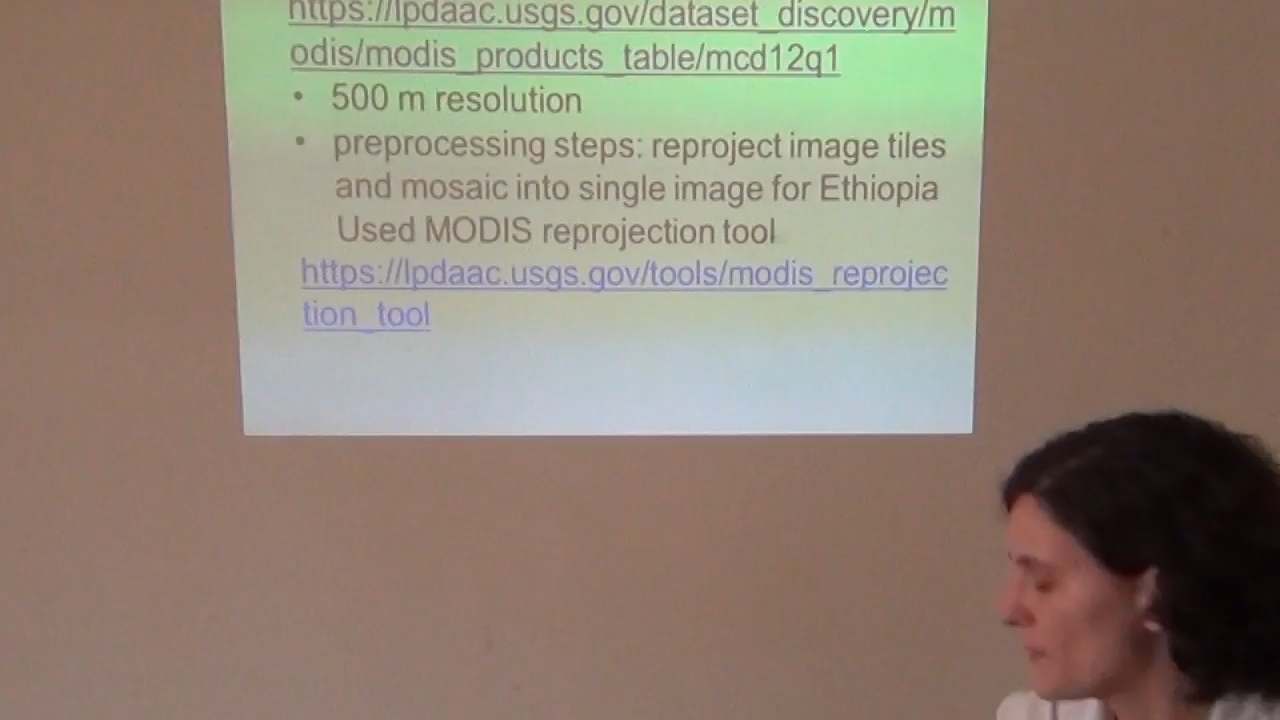 https://lpdaac.usgs.gov/dataset_discovery/m
odis/modis_products_table/mcd12q1
• 500 m resolution
• preprocessing steps: reproject image tiles
and mosaic into single image for Ethiopia
Used MODIS reprojection tool
https://lpdaac.usgs.gov/tools/modis_reprojec
tion_tool